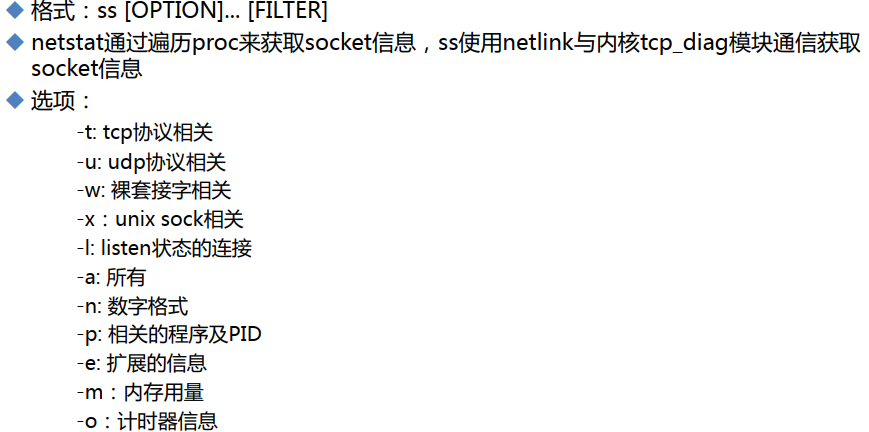 格式：ss [OPTION]... [FILTER]
netstat通过遍历proc来获取socket信息，ss使用netlink与内核tcp_diag模块通信获取
socket信息
选项：
-t: tcp协议相关
-u: udp协议相关
-w: 裸套接字相关
-x：unix sock相关
-l: listen状态的连接
-a: 所有
-n: 数字格式
-p: 相关的程序及PID
-e: 扩展的信息
-m：内存用量
-o：计时器信息